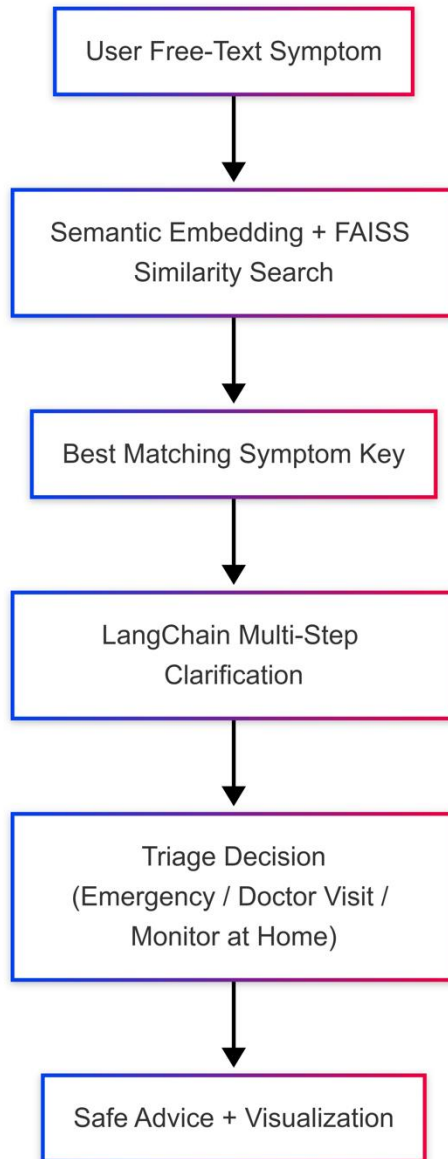 User Free-Text Symptom
Semantic Embedding + FAISS
Similarity Search
Best Matching Symptom Key
LangChain Multi-Step
Clarification
Triage Decision
(Emergency / Doctor Visit /
Monitor at Home)
Safe Advice + Visualization